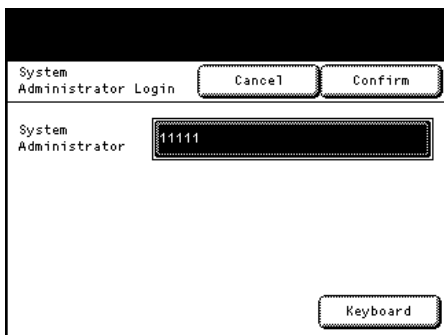 System
Administrator Login
Cancel
Confirm
System
Administrator
11111
Keyboard